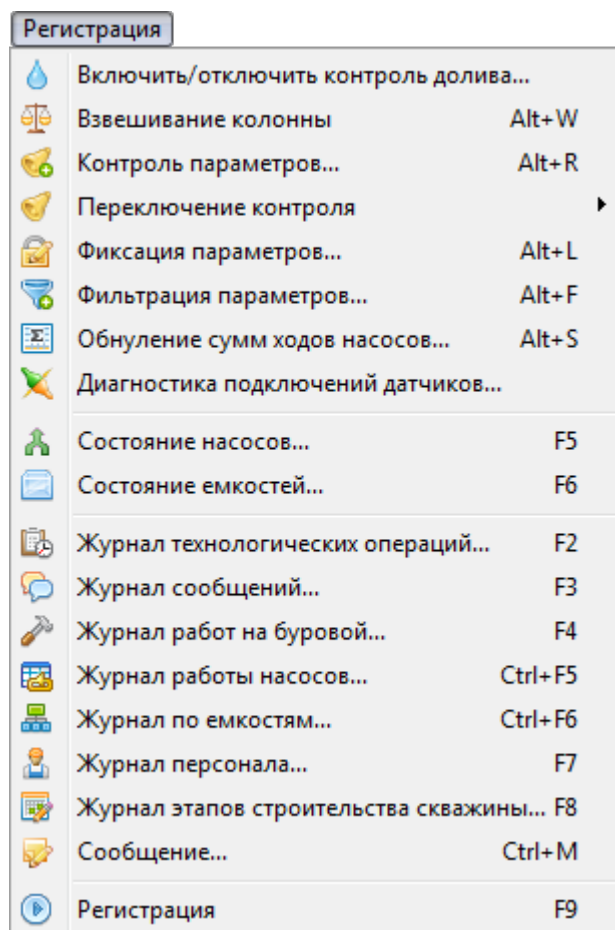 Регистрация
Включить/отключить контроль долива...
Взвешивание колонны Alt+W
Контроль параметров... Alt+R
Переключение контроля
Фиксация параметров... Alt+L
Фильтрация параметров... Alt+F
Обнуление сумм ходов насосов... Alt+S
Диагностика подключений датчиков...
Состояние насосов... F5
Состояние емкостей... F6
Журнал технологических операций... F2
Журнал сообщений... F3
Журнал работ на буровой... F4
Журнал работы насосов... Ctrl+F5
Журнал по емкостям... Ctrl+F6
Журнал персонала... F7
Журнал этапов строительства скважины... F8
Сообщение... Ctrl+M
Регистрация F9